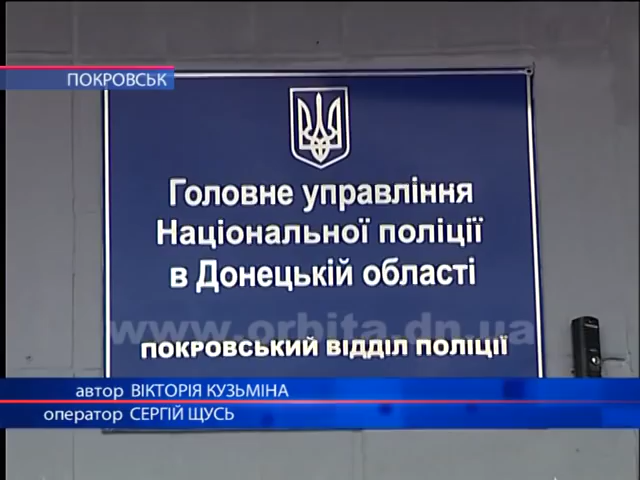 ПОКРОВСЬК
Головне управління
Національної поліції
в Донецькій області
www.orbita.dn.ua
ПОКРОВСЬКИЙ ВІДДІЛ ПОЛІЦІЇ
автор ВІКТОРІЯ КУЗЬМІНА
оператор СЕРГІЙ ЩУСЬ